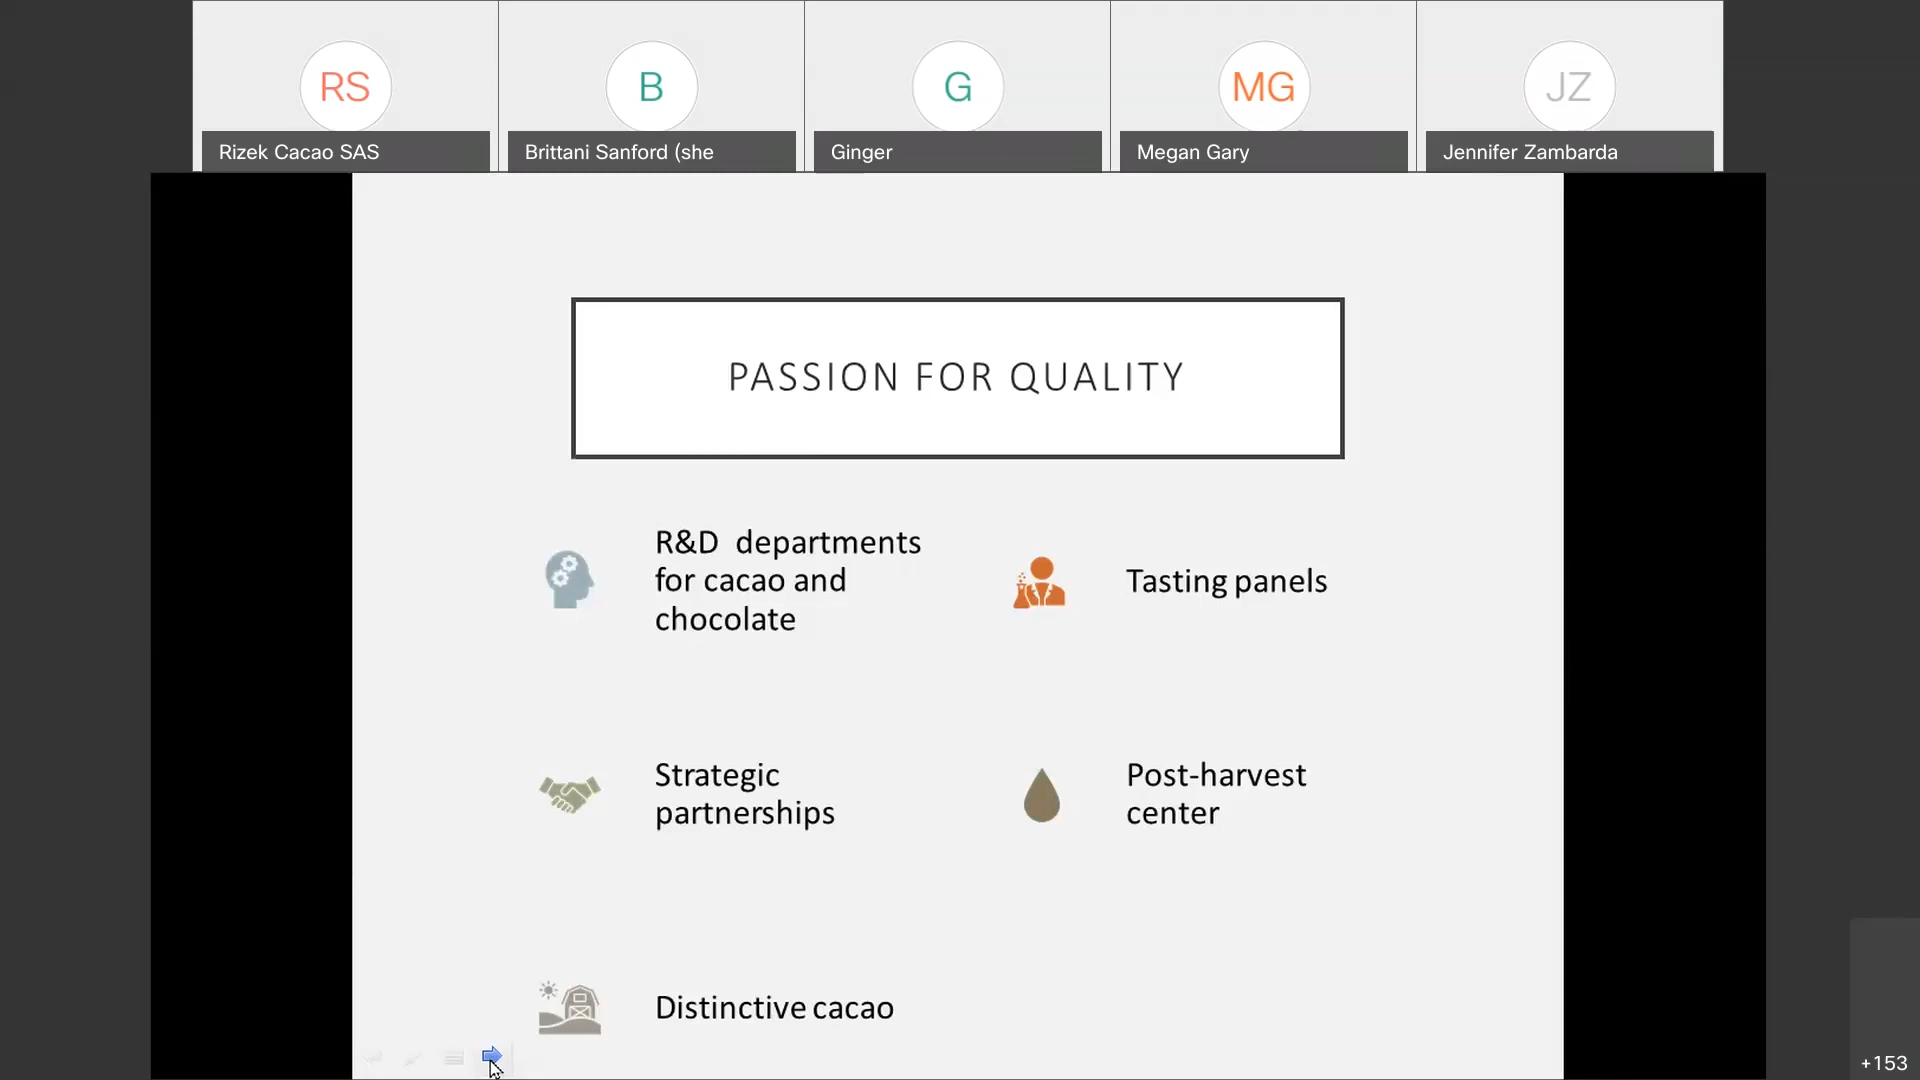 RS
B
G
MG
JZ
Rizek Cacao SAS
Brittani Sanford (she
Ginger
Megan Gary
Jennifer Zambarda
PASSION FOR QUALITY
R&D departments
for cacao and
chocolate
Tasting panels
Strategic
partnerships
Post-harvest
center
Distinctive cacao
+153